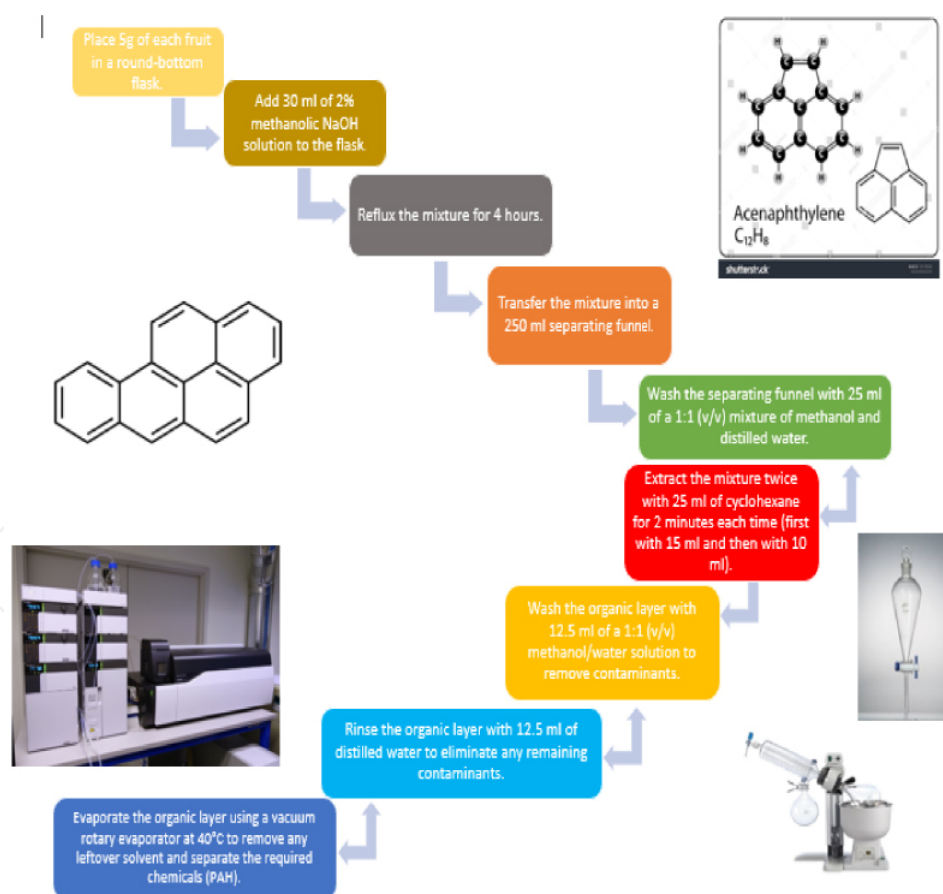 Place 5g of each fruit
in a round-bottom
flask.
Add 30 ml of 2%
methanolic NaOH
solution to the flask.
Reflux the mixture for 4 hours.
Transfer the mixture into a
250 ml separating funnel.
Wash the separating funnel with 25 ml
of a 1:1 (v/v) mixture of methanol and
distilled water.
Extract the mixture twice
with 25 ml of cyclohexane
for 2 minutes each time (first
with 15 ml and then with 10
ml).
Wash the organic layer with
12.5 ml of a 1:1 (v/v)
methanol/water solution to
remove contaminants.
Rinse the organic layer with 12.5 ml of
distilled water to eliminate any remaining
contaminants.
Evaporate the organic layer using a vacuum
rotary evaporator at 40°C to remove any
leftover solvent and separate the required
chemicals (PAH).
H H
C C
C C
H C C C H
C C C
H C C C H
H H
Acenaphthylene
C₁₂H₈
shutterstock